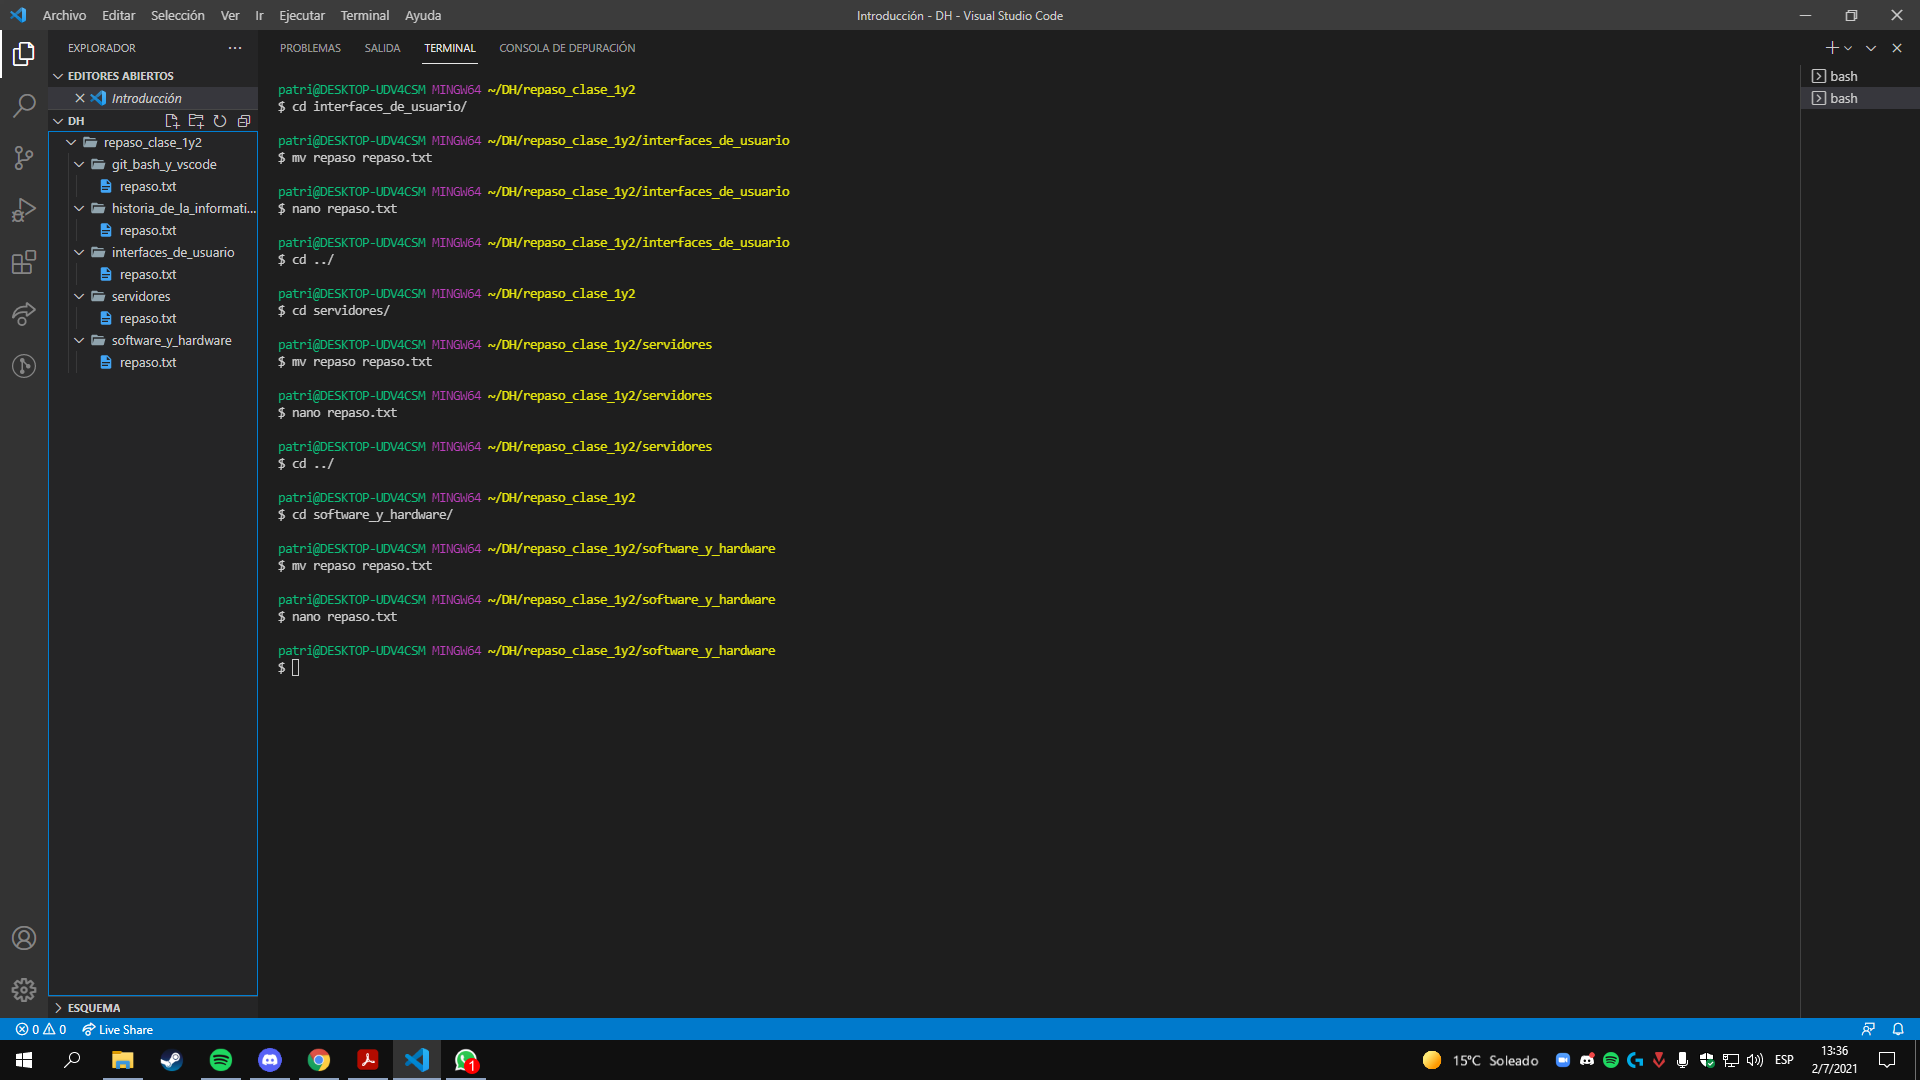 Archivo Editar Selección Ver Ir Ejecutar Terminal Ayuda
Introducción - DH - Visual Studio Code
EXPLORADOR
EDITORES ABIERTOS
Introducción
DH
repaso_clase_1y2
git_bash_y_vscode
repaso.txt
historia_de_la_informati...
repaso.txt
interfaces_de_usuario
repaso.txt
servidores
repaso.txt
software_y_hardware
repaso.txt
ESQUEMA
PROBLEMAS SALIDA TERMINAL CONSOLA DE DEPURACIÓN
patri@DESKTOP-UDV4CSM MINGW64 ~/DH/repaso_clase_1y2
$ cd interfaces_de_usuario/
patri@DESKTOP-UDV4CSM MINGW64 ~/DH/repaso_clase_1y2/interfaces_de_usuario
$ mv repaso repaso.txt
patri@DESKTOP-UDV4CSM MINGW64 ~/DH/repaso_clase_1y2/interfaces_de_usuario
$ nano repaso.txt
patri@DESKTOP-UDV4CSM MINGW64 ~/DH/repaso_clase_1y2/interfaces_de_usuario
$ cd ../
patri@DESKTOP-UDV4CSM MINGW64 ~/DH/repaso_clase_1y2
$ cd servidores/
patri@DESKTOP-UDV4CSM MINGW64 ~/DH/repaso_clase_1y2/servidores
$ mv repaso repaso.txt
patri@DESKTOP-UDV4CSM MINGW64 ~/DH/repaso_clase_1y2/servidores
$ nano repaso.txt
patri@DESKTOP-UDV4CSM MINGW64 ~/DH/repaso_clase_1y2/servidores
$ cd ../
patri@DESKTOP-UDV4CSM MINGW64 ~/DH/repaso_clase_1y2
$ cd software_y_hardware/
patri@DESKTOP-UDV4CSM MINGW64 ~/DH/repaso_clase_1y2/software_y_hardware
$ mv repaso repaso.txt
patri@DESKTOP-UDV4CSM MINGW64 ~/DH/repaso_clase_1y2/software_y_hardware
$ nano repaso.txt
patri@DESKTOP-UDV4CSM MINGW64 ~/DH/repaso_clase_1y2/software_y_hardware
$
bash
bash
0 0 Live Share
1
15°C Soleado
ESP
13:36
2/7/2021